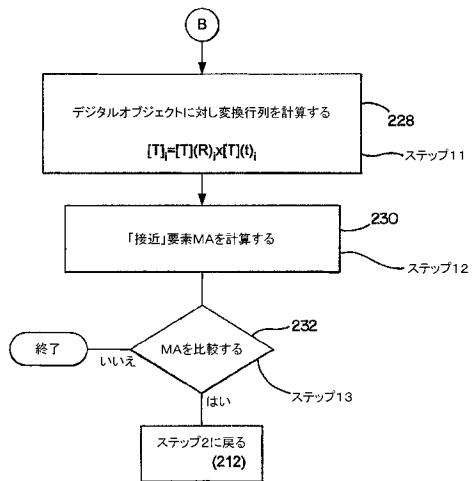 B
デジタルオブジェクトに対し変換行列を計算する
[T]i=[T](R)ix[T](t)i
228
ステップ11
「接近」要素MAを計算する
230
ステップ12
MAを比較する
232
ステップ13
終了
いいえ
はい
ステップ2に戻る
(212)